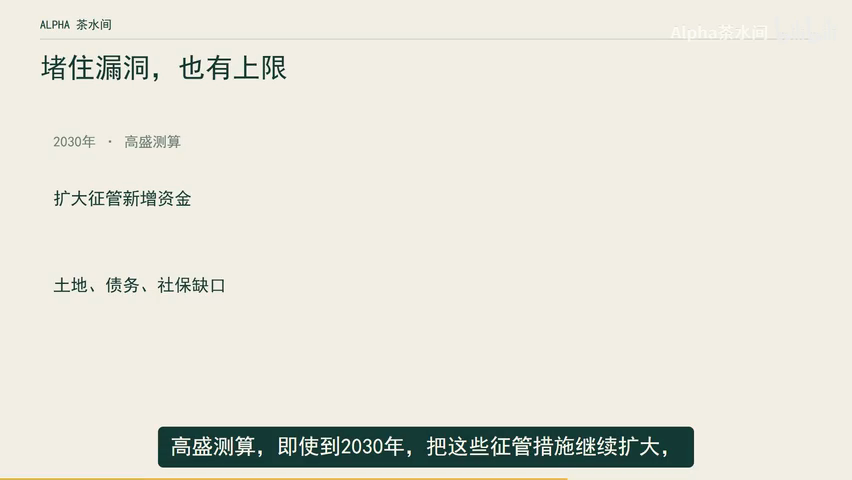 ALPHA 茶水间
Alpha茶水间
堵住漏洞，也有上限
2030年 · 高盛测算
扩大征管新增资金
土地、债务、社保缺口
高盛测算，即使到2030年，把这些征管措施继续扩大，